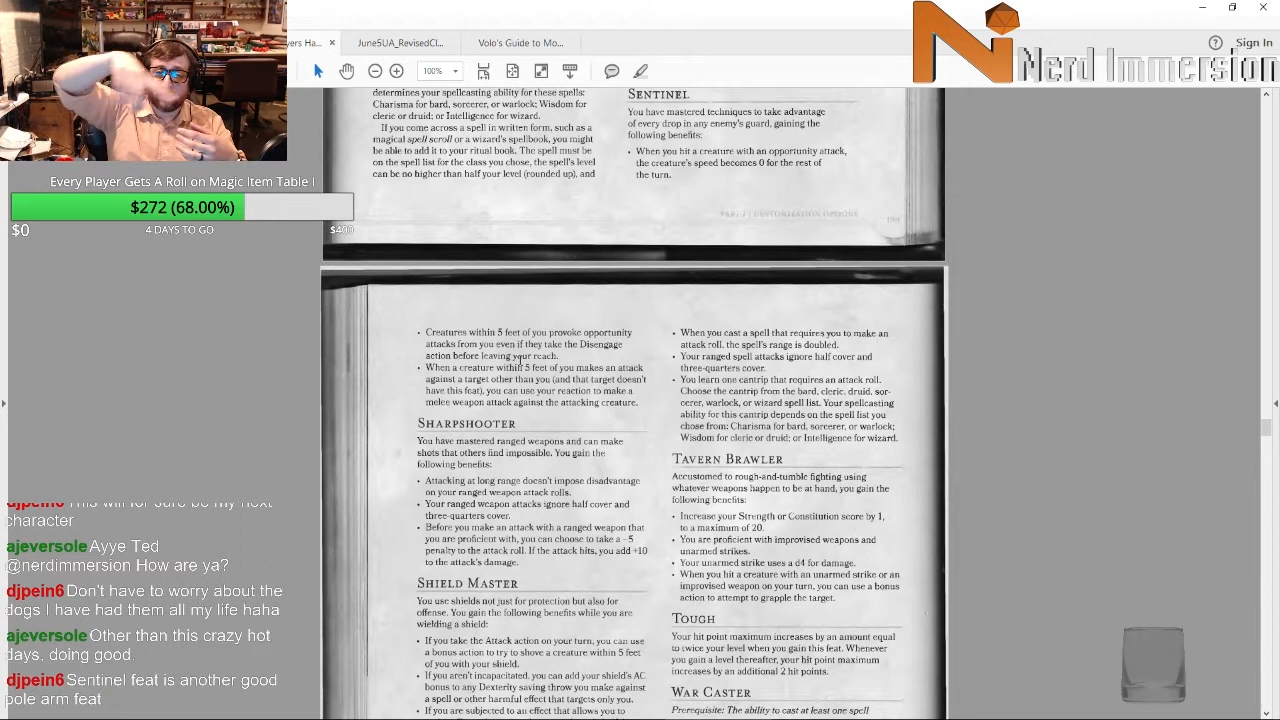 Nerd Immersion
ers Ha...
June5UA_RevisedCl...
Volo's Guide to Mo...
Sign In
100%
Every Player Gets A Roll on Magic Item Table I
$272 (68.00%)
$0
4 DAYS TO GO
$400
determines your spellcasting ability for these spells:
Charisma for bard, sorcerer, or warlock; Wisdom for
cleric or druid; or Intelligence for wizard.
If you come across a spell in written form, such as a
magical spell scroll or a wizard's spellbook, you might
be able to add it to your ritual book. The spell must be
on the spell list for the class you chose, the spell's level
can be no higher than half your level (rounded up), and
Sentinel
You have mastered techniques to take advantage
of every drop in any enemy's guard, gaining the
following benefits:
• When you hit a creature with an opportunity attack,
the creature's speed becomes 0 for the rest of
the turn.
PART 2 | CUSTOMIZATION OPTIONS
• Creatures within 5 feet of you provoke opportunity
attacks from you even if they take the Disengage
action before leaving your reach.
• When a creature within 5 feet of you makes an attack
against a target other than you (and that target doesn't
have this feat), you can use your reaction to make a
melee weapon attack against the attacking creature.
Sharpshooter
You have mastered ranged weapons and can make
shots that others find impossible. You gain the
following benefits:
• Attacking at long range doesn't impose disadvantage
on your ranged weapon attack rolls.
• Your ranged weapon attacks ignore half cover and
three-quarters cover.
• Before you make an attack with a ranged weapon that
you are proficient with, you can choose to take a –5
penalty to the attack roll. If the attack hits, you add +10
to the attack's damage.
Shield Master
You use shields not just for protection but also for
offense. You gain the following benefits while you are
wielding a shield:
• If you take the Attack action on your turn, you can use
a bonus action to try to shove a creature within 5 feet
of you with your shield.
• If you aren't incapacitated, you can add your shield's AC
bonus to any Dexterity saving throw you make against
a spell or other harmful effect that targets only you.
• If you are subjected to an effect that allows you to
• When you cast a spell that requires you to make an
attack roll, the spell's range is doubled.
• Your ranged spell attacks ignore half cover and
three-quarters cover.
• You learn one cantrip that requires an attack roll.
Choose the cantrip from the bard, cleric, druid, sor-
cerer, warlock, or wizard spell list. Your spellcasting
ability for this cantrip depends on the spell list you
chose from: Charisma for bard, sorcerer, or warlock;
Wisdom for cleric or druid; or Intelligence for wizard.
Tavern Brawler
Accustomed to rough-and-tumble fighting using
whatever weapons happen to be at hand, you gain the
following benefits:
• Increase your Strength or Constitution score by 1,
to a maximum of 20.
• You are proficient with improvised weapons and
unarmed strikes.
• Your unarmed strike uses a d4 for damage.
• When you hit a creature with an unarmed strike or an
improvised weapon on your turn, you can use a bonus
action to attempt to grapple the target.
Tough
Your hit point maximum increases by an amount equal
to twice your level when you gain this feat. Whenever
you gain a level thereafter, your hit point maximum
increases by an additional 2 hit points.
War Caster
Prerequisite: The ability to cast at least one spell
djpein6 This will for sure be my next
character
ajeversole Ayye Ted
@nerdimmersion How are ya?
djpein6 Don't have to worry about the
dogs I have had them all my life haha
ajeversole Other than this crazy hot
days, doing good.
djpein6 Sentinel feat is another good
pole arm feat